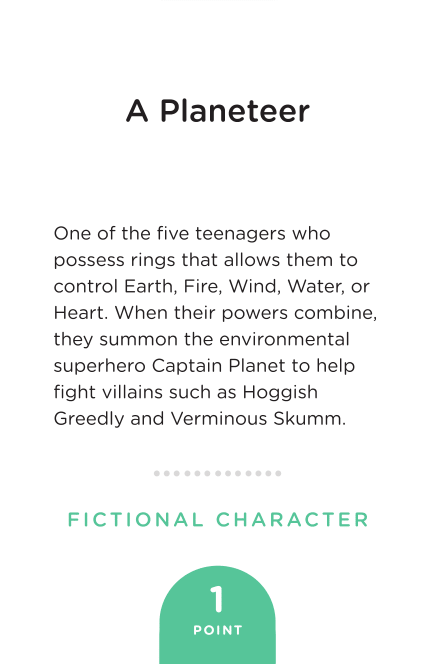 A Planeteer
One of the five teenagers who
possess rings that allows them to
control Earth, Fire, Wind, Water, or
Heart. When their powers combine,
they summon the environmental
superhero Captain Planet to help
fight villains such as Hoggish
Greedly and Verminous Skumm.
FICTIONAL CHARACTER
1
POINT